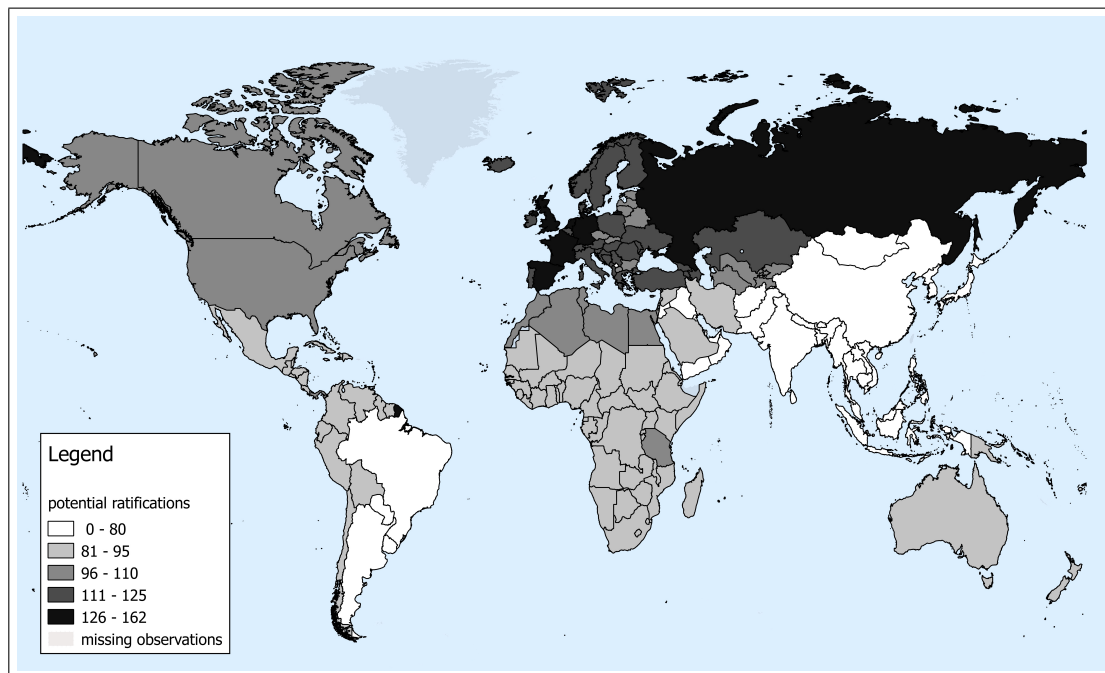 Legend
potential ratifications
0 - 80
81 - 95
96 - 110
111 - 125
126 - 162
missing observations